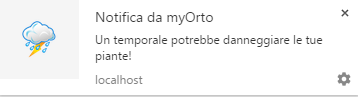 Notifica da myOrto
Un temporale potrebbe danneggiare le tue
piante!
localhost